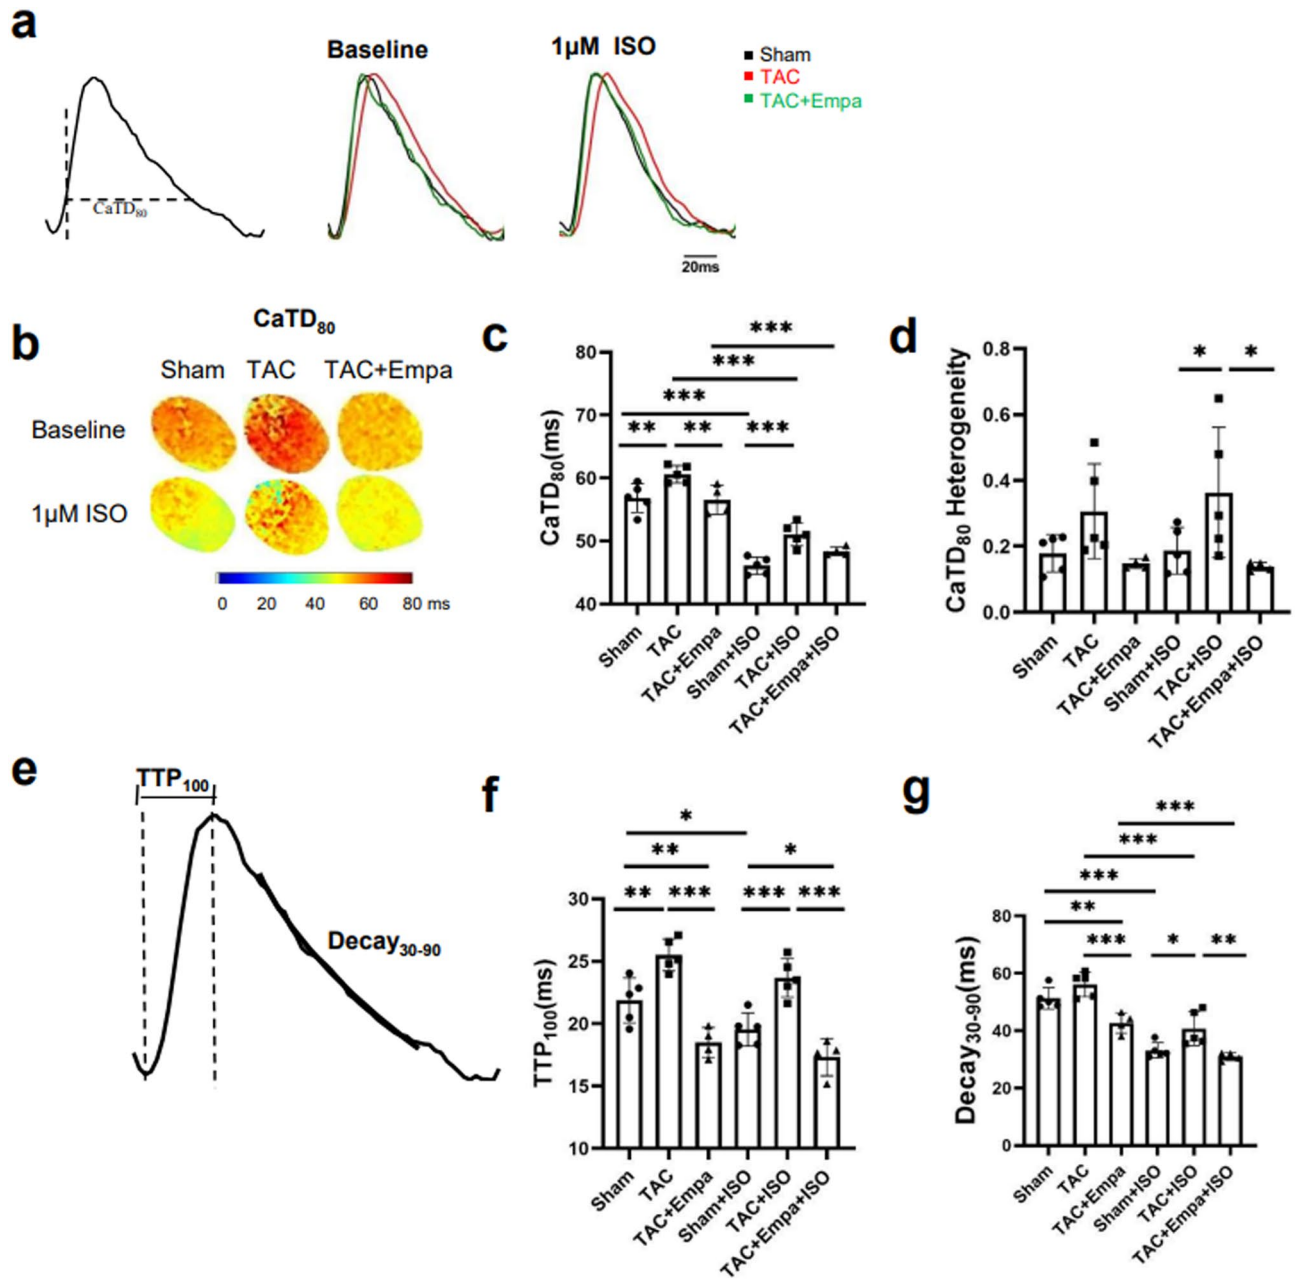 a
Baseline
1µM ISO
Sham
TAC
TAC+Empa
CaTD80
20ms
b
CaTD80
Sham TAC TAC+Empa
Baseline
1µM ISO
0 20 40 60 80 ms
c
***
***
***
** ** ***
80
70
60
50
40
CaTD80(ms)
Sham
TAC
TAC+Empa
Sham+ISO
TAC+ISO
TAC+Empa+ISO
d
* *
0.8
0.6
0.4
0.2
0.0
CaTD80 Heterogeneity
Sham
TAC
TAC+Empa
Sham+ISO
TAC+ISO
TAC+Empa+ISO
e
TTP100
Decay30-90
f
*
** *
** *** *** ***
30
25
20
15
10
TTP100(ms)
Sham
TAC
TAC+Empa
Sham+ISO
TAC+ISO
TAC+Empa+ISO
g
***
***
***
**
*** * **
80
60
40
20
0
Decay30-90(ms)
Sham
TAC
TAC+Empa
Sham+ISO
TAC+ISO
TAC+Empa+ISO